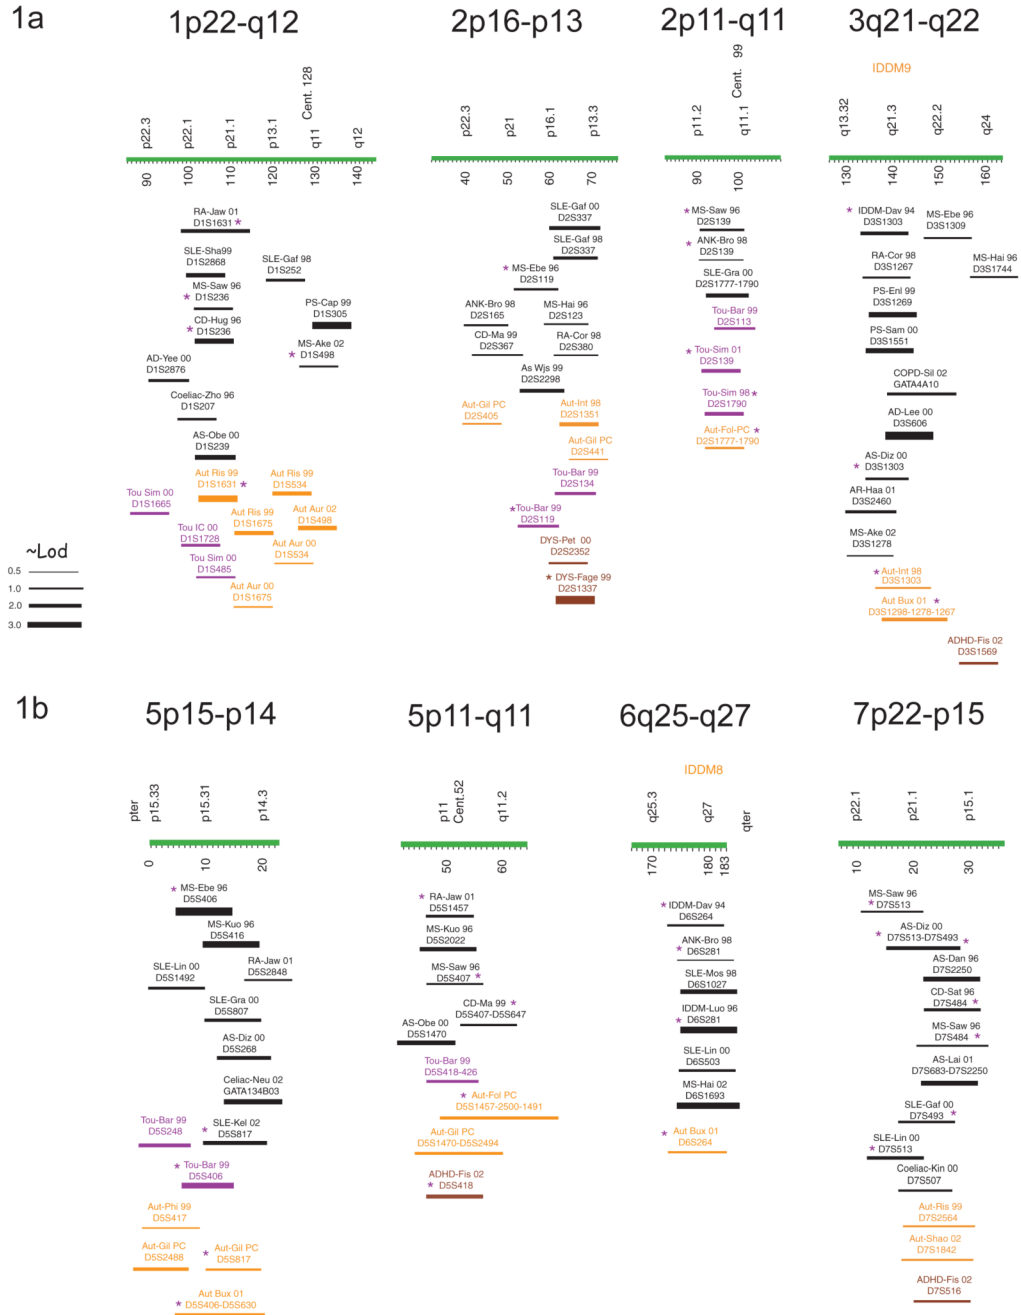 1a
1p22-q12
2p16-p13
2p11-q11
3q21-q22
IDDM9
p22.3
p22.1
p21.1
p13.1
q11
Cent. 128
q12
90 100 110 120 130 140
RA-Jaw 01
D1S1631 *
SLE-Sha99
D1S2868
SLE-Gaf 98
D1S252
MS-Saw 96
* D1S236
PS-Cap 99
D1S305
CD-Hug 96
* D1S236
MS-Ake 02
* D1S498
AD-Yee 00
D1S2876
Coeliac-Zho 96
D1S207
AS-Obe 00
D1S239
Aut Ris 99
D1S1631 *
Aut Ris 99
D1S534
Tou Sim 00
D1S1665
Aut Ris 99
D1S1675
Aut Aur 02
D1S498
Tou IC 00
D1S1728
Aut Aur 00
D1S534
Tou Sim 00
D1S485
Aut Aur 00
D1S1675
~Lod
0.5
1.0
2.0
3.0
p22.3
p21
p16.1
p13.3
40 50 60 70
SLE-Gaf 00
D2S337
SLE-Gaf 98
D2S337
* MS-Ebe 96
D2S119
ANK-Bro 98
D2S165
MS-Hai 96
D2S123
CD-Ma 99
D2S367
RA-Cor 98
D2S380
As Wjs 99
D2S2298
Aut-Gil PC
D2S405
Aut-Int 98
D2S1351
Aut-Gil PC
D2S441
Tou-Bar 99
D2S134
* Tou-Bar 99
D2S119
DYS-Pet 00
D2S2352
* DYS-Fage 99
D2S1337
p11.2
q11.1
Cent. 99
90 100
* MS-Saw 96
D2S139
* ANK-Bro 98
D2S139
SLE-Gra 00
D2S1777-1790
Tou-Bar 99
D2S113
* Tou-Sim 01
D2S139
Tou-Sim 98 *
D2S1790
Aut-Fol-PC *
D2S1777-1790
q13.32
q21.3
q22.2
q24
130 140 150 160
* IDDM-Dav 94
D3S1303
MS-Ebe 96
D3S1309
RA-Cor 98
D3S1267
MS-Hai 96
D3S1744
PS-Enl 99
D3S1269
PS-Sam 00
D3S1551
COPD-Sil 02
GATA4A10
AD-Lee 00
D3S606
AS-Diz 00
* D3S1303
AR-Haa 01
D3S2460
MS-Ake 02
D3S1278
* Aut-Int 98
D3S1303
Aut Bux 01 *
D3S1298-1278-1267
ADHD-Fis 02
D3S1569
1b
5p15-p14
5p11-q11
6q25-q27
7p22-p15
IDDM8
pter
p15.33
p15.31
p14.3
0 10 20
* MS-Ebe 96
D5S406
MS-Kuo 96
D5S416
SLE-Lin 00
D5S1492
RA-Jaw 01
D5S2848
SLE-Gra 00
D5S807
AS-Diz 00
D5S268
Celiac-Neu 02
GATA134B03
Tou-Bar 99
D5S248
SLE-Kel 02
* D5S817
* Tou-Bar 99
D5S406
Aut-Phi 99
D5S417
Aut-Gil PC
D5S2488
Aut-Gil PC
* D5S817
Aut Bux 01
* D5S406-D5S630
p11
Cent.52
q11.2
50 60
* RA-Jaw 01
D5S1457
MS-Kuo 96
D5S2022
MS-Saw 96
D5S407 *
CD-Ma 99 *
D5S407-D5S647
AS-Obe 00
D5S1470
Tou-Bar 99
D5S418-426
* Aut-Fol PC
D5S1457-2500-1491
Aut-Gil PC
D5S1470-D5S2494
ADHD-Fis 02
* D5S418
q25.3
q27
qter
170 180 183
* IDDM-Dav 94
D6S264
ANK-Bro 98
* D6S281
SLE-Mos 98
D6S1027
IDDM-Luo 96
* D6S281
SLE-Lin 00
D6S503
MS-Hai 02
D6S1693
* Aut Bux 01
D6S264
p22.1
p21.1
p15.1
10 20 30
MS-Saw 96
* D7S513
AS-Diz 00
* D7S513-D7S493 *
AS-Dan 96
D7S2250
CD-Sat 96
D7S484 *
MS-Saw 96
D7S484 *
AS-Lai 01
D7S683-D7S2250
SLE-Gaf 00
D7S493 *
SLE-Lin 00
* D7S513
Coeliac-Kin 00
D7S507
Aut-Ris 99
D7S2564
Aut-Shao 02
D7S1842
ADHD-Fis 02
D7S516